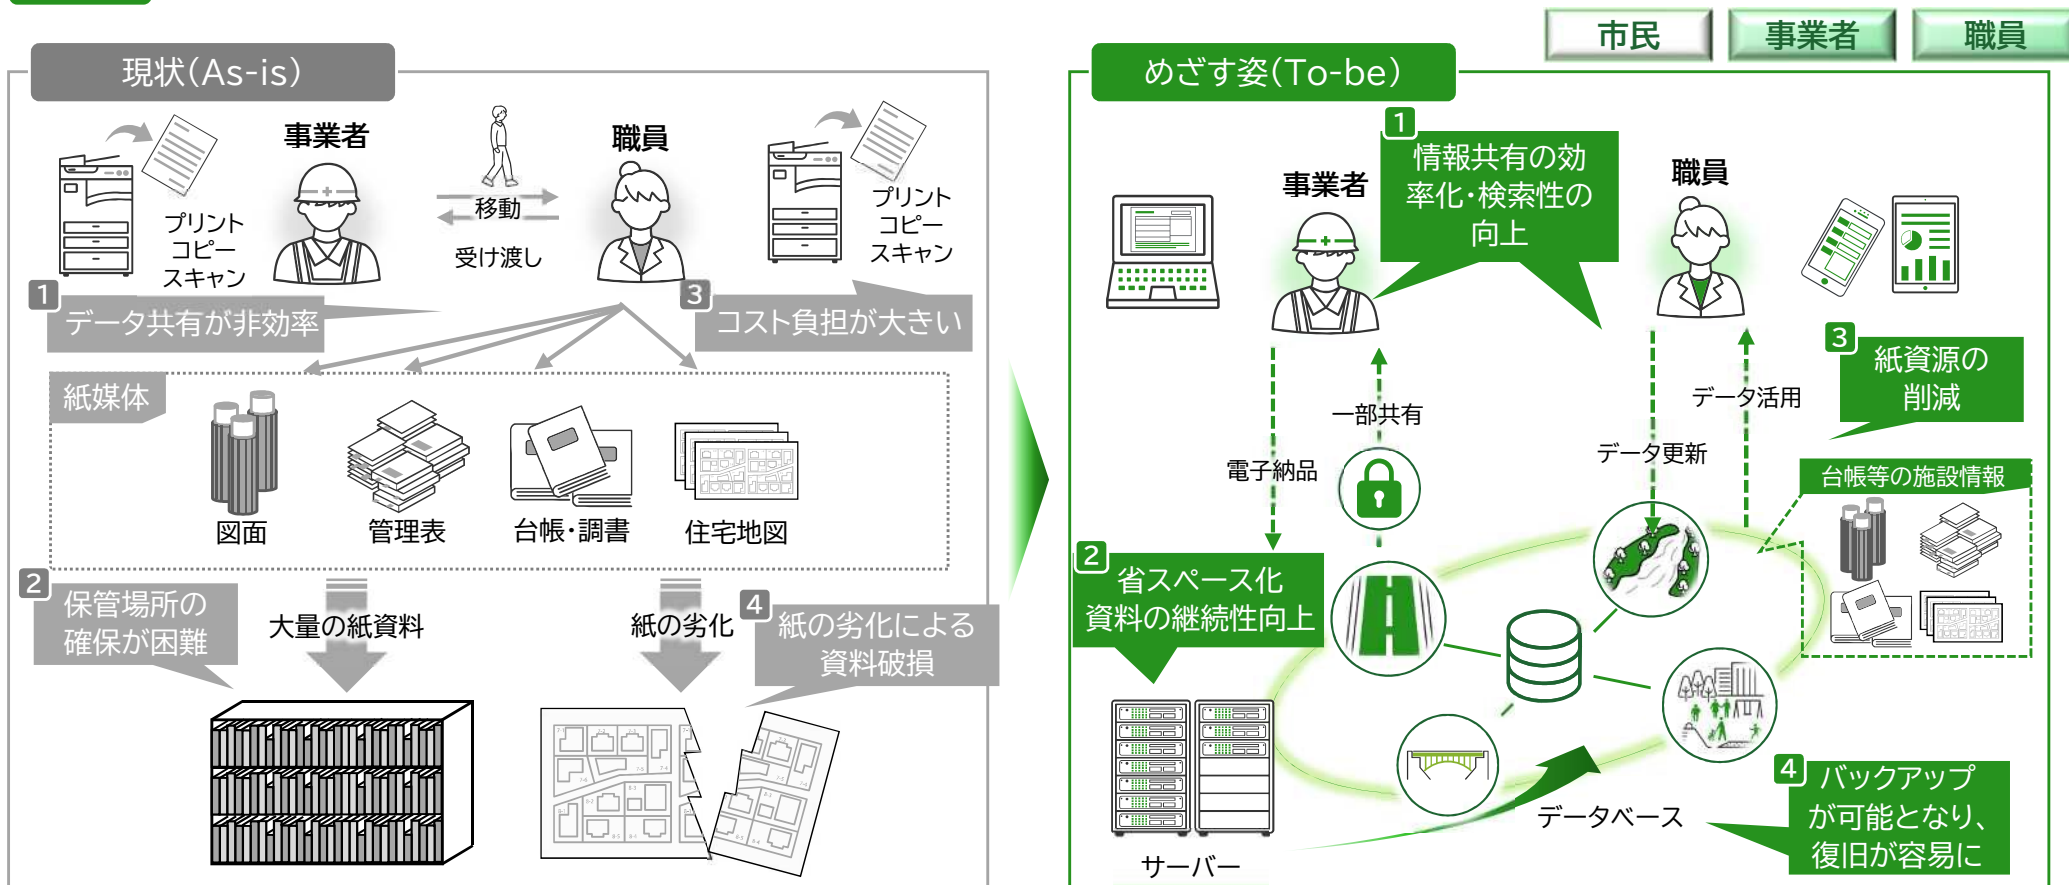 市民
事業者
職員
現状(As-is)
事業者
職員
プリント
コピー
スキャン
移動
受け渡し
プリント
コピー
スキャン
1
データ共有が非効率
3
コスト負担が大きい
紙媒体
図面
管理表
台帳・調書
住宅地図
2
保管場所の
確保が困難
大量の紙資料
紙の劣化
4
紙の劣化による
資料破損
めざす姿(To-be)
1
情報共有の効
率化・検索性の
向上
事業者
職員
3
紙資源の
削減
一部共有
電子納品
データ活用
データ更新
台帳等の施設情報
2
省スペース化
資料の継続性向上
サーバー
データベース
4
バックアップ
が可能となり、
復旧が容易に